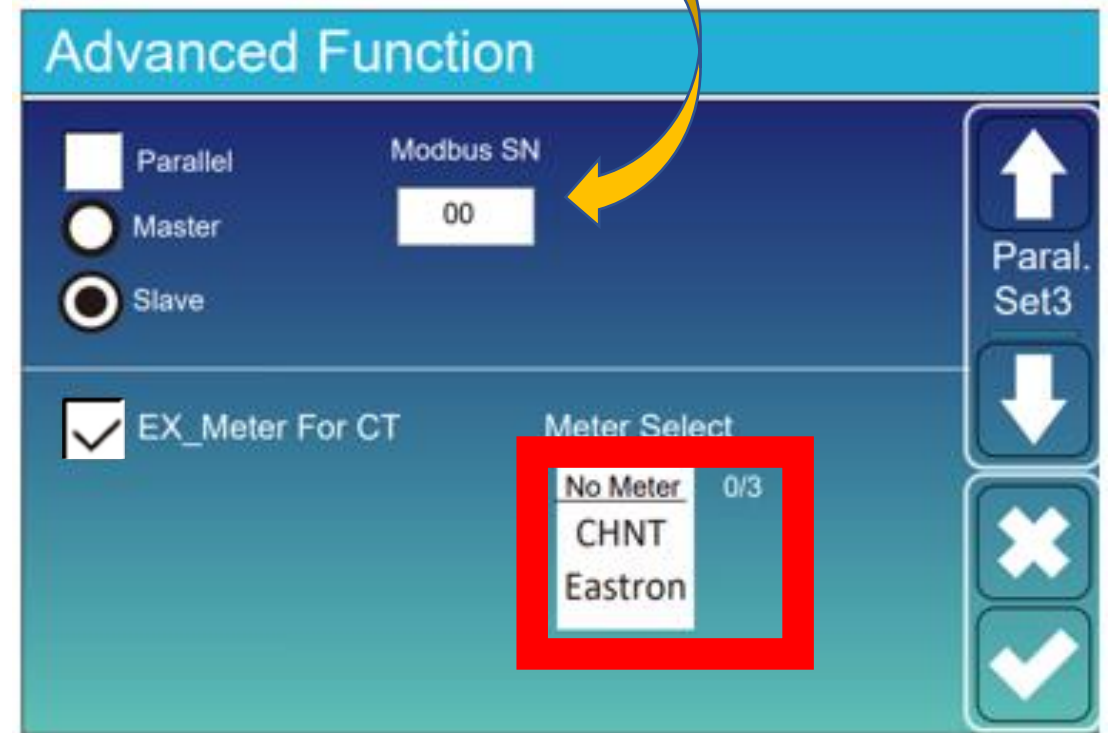 Advanced Function
Parallel
Modbus SN
Master
00
Slave
Paral.
Set3
EX_Meter For CT
Meter Select
No Meter 0/3
CHNT
Eastron